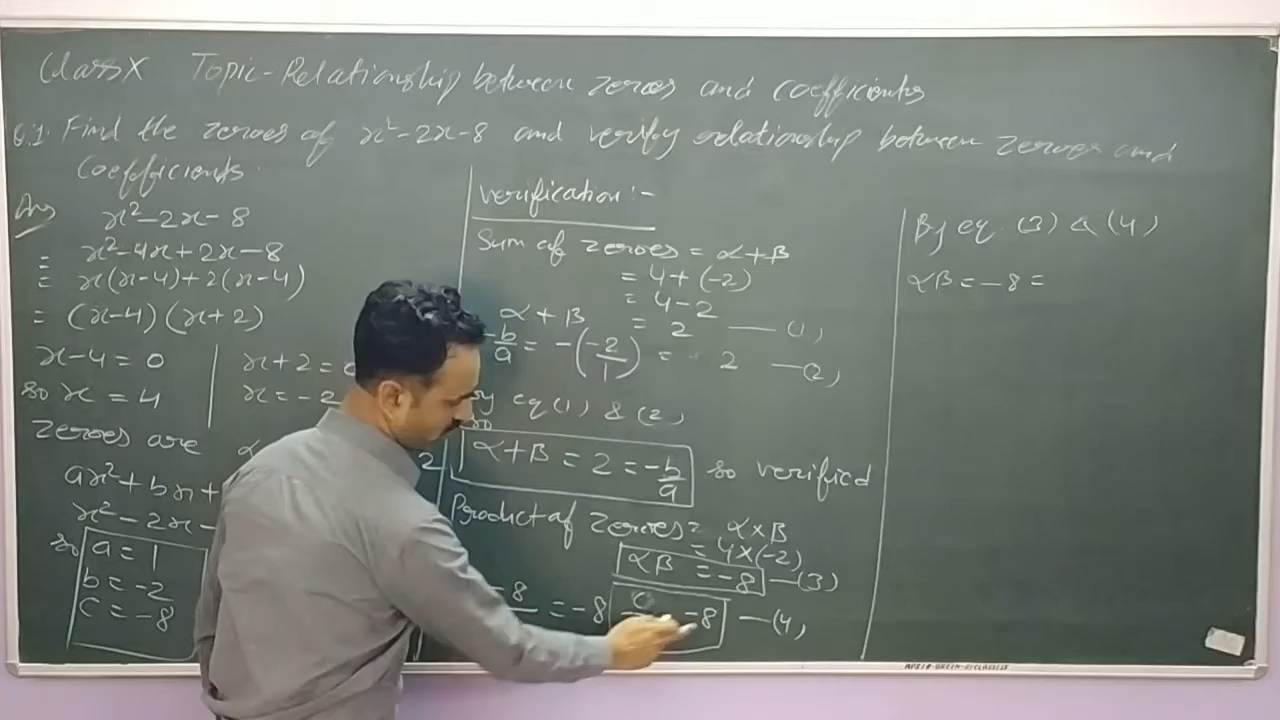 Class X Topic-Relationship between zeroes and coefficients
Q.1. Find the zeroes of x²-2x-8 and verify relationship between zeroes and
coefficients.
Ans
x²-2x-8
= x²-4x+2x-8
= x(x-4)+2(x-4)
= (x-4)(x+2)
x-4=0
so x=4
x+2=
x=-2
zeroes are α 2
ax²+bx+
x²-2x-
so a=1
b=-2
c=-8
verification:-
Sum of zeroes = α+β
= 4+(-2)
= 4-2
α+β = 2 —(1)
-b/a = -(-2/1) = 2 —(2)
eq(1) & (2)
so
α+β = 2 = -b/a so verified
Product of zeroes = α×β
= 4×(-2)
αβ = -8 —(3)
-8 = -8 -8 —(4)
By eq. (3) & (4)
αβ = -8 =